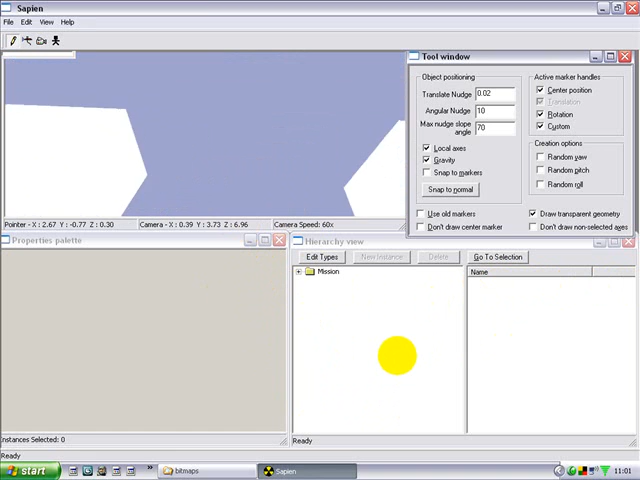 Sapien
File Edit View Help
Tool window
Object positioning
Translate Nudge 0.02
Angular Nudge 10
Max nudge slope angle 70
Local axes
Gravity
Snap to markers
Snap to normal
Active marker handles
Center position
Translation
Rotation
Custom
Creation options
Random yaw
Random pitch
Random roll
Use old markers
Draw transparent geometry
Don't draw center marker
Don't draw non-selected axes
Pointer - X : 2.67 Y : -0.77 Z : 0.30
Camera - X : 0.39 Y : 3.73 Z : 6.96
Camera Speed: 60x
Properties palette
Hierarchy view
Edit Types
New Instance
Delete
Go To Selection
Mission
Name
Instances Selected: 0
Ready
Ready
start
bitmaps
Sapien
11:01